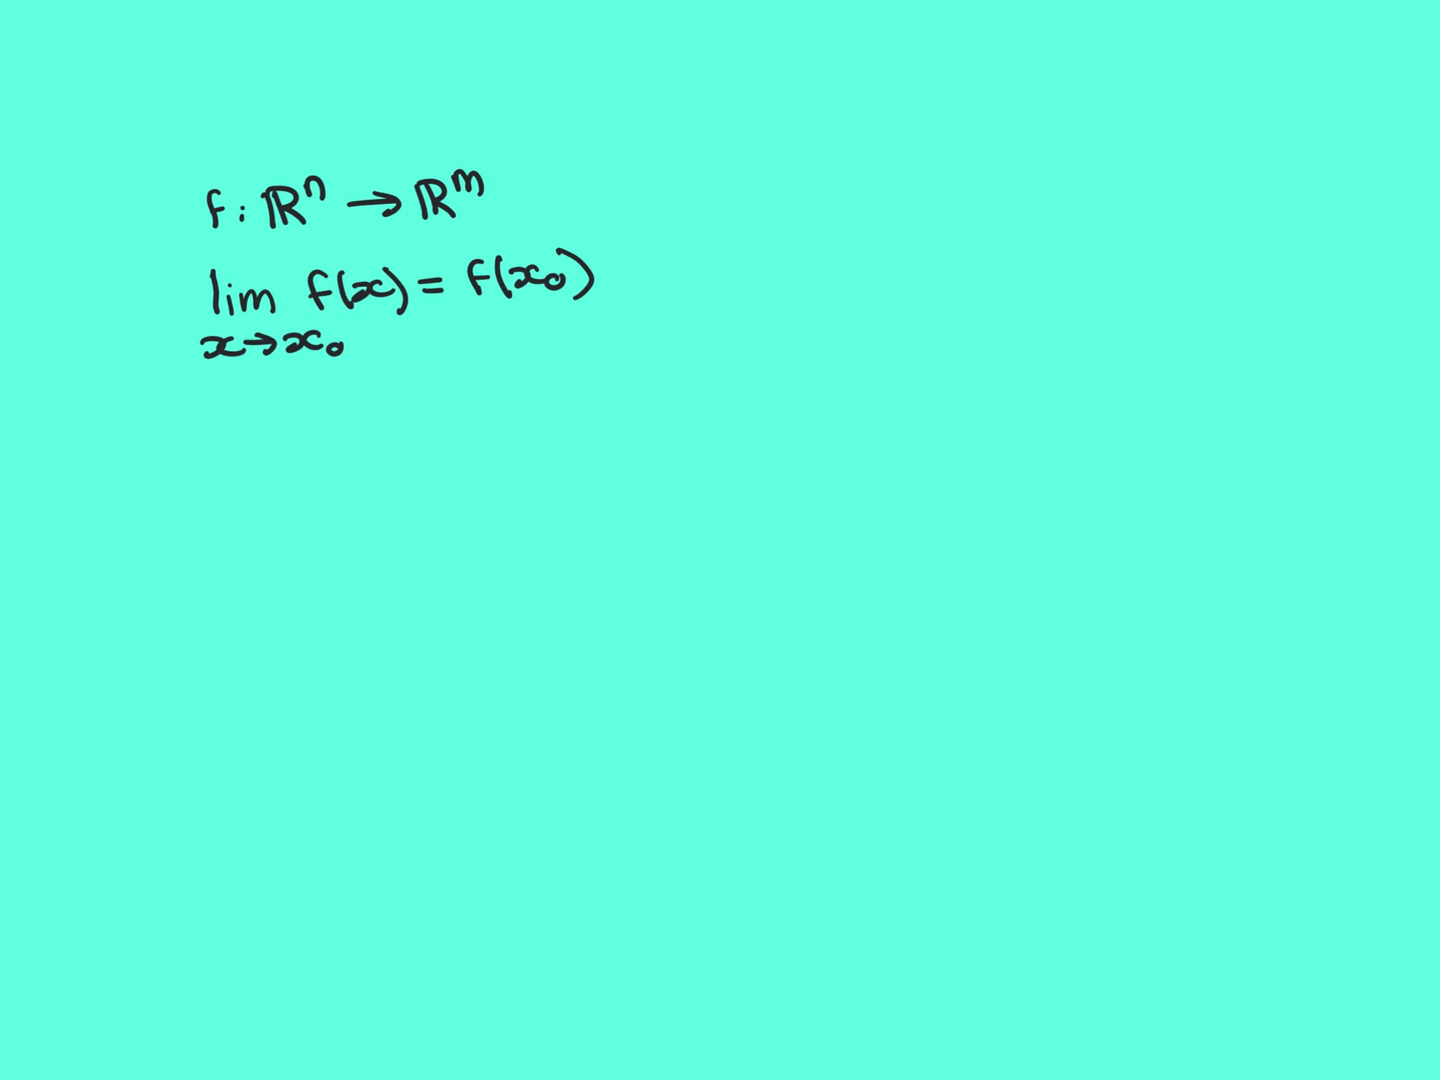 f : ℝⁿ → ℝᵐ
lim f(x) = f(x₀)
x→x₀